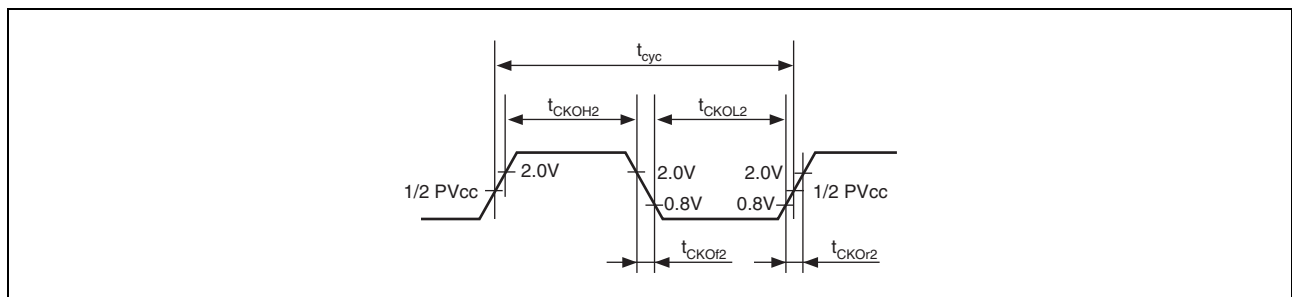 tcyc
tCKOH2 tCKOL2
2.0V 2.0V 2.0V
1/2 PVcc 1/2 PVcc
0.8V 0.8V
tCKOf2 tCKOr2